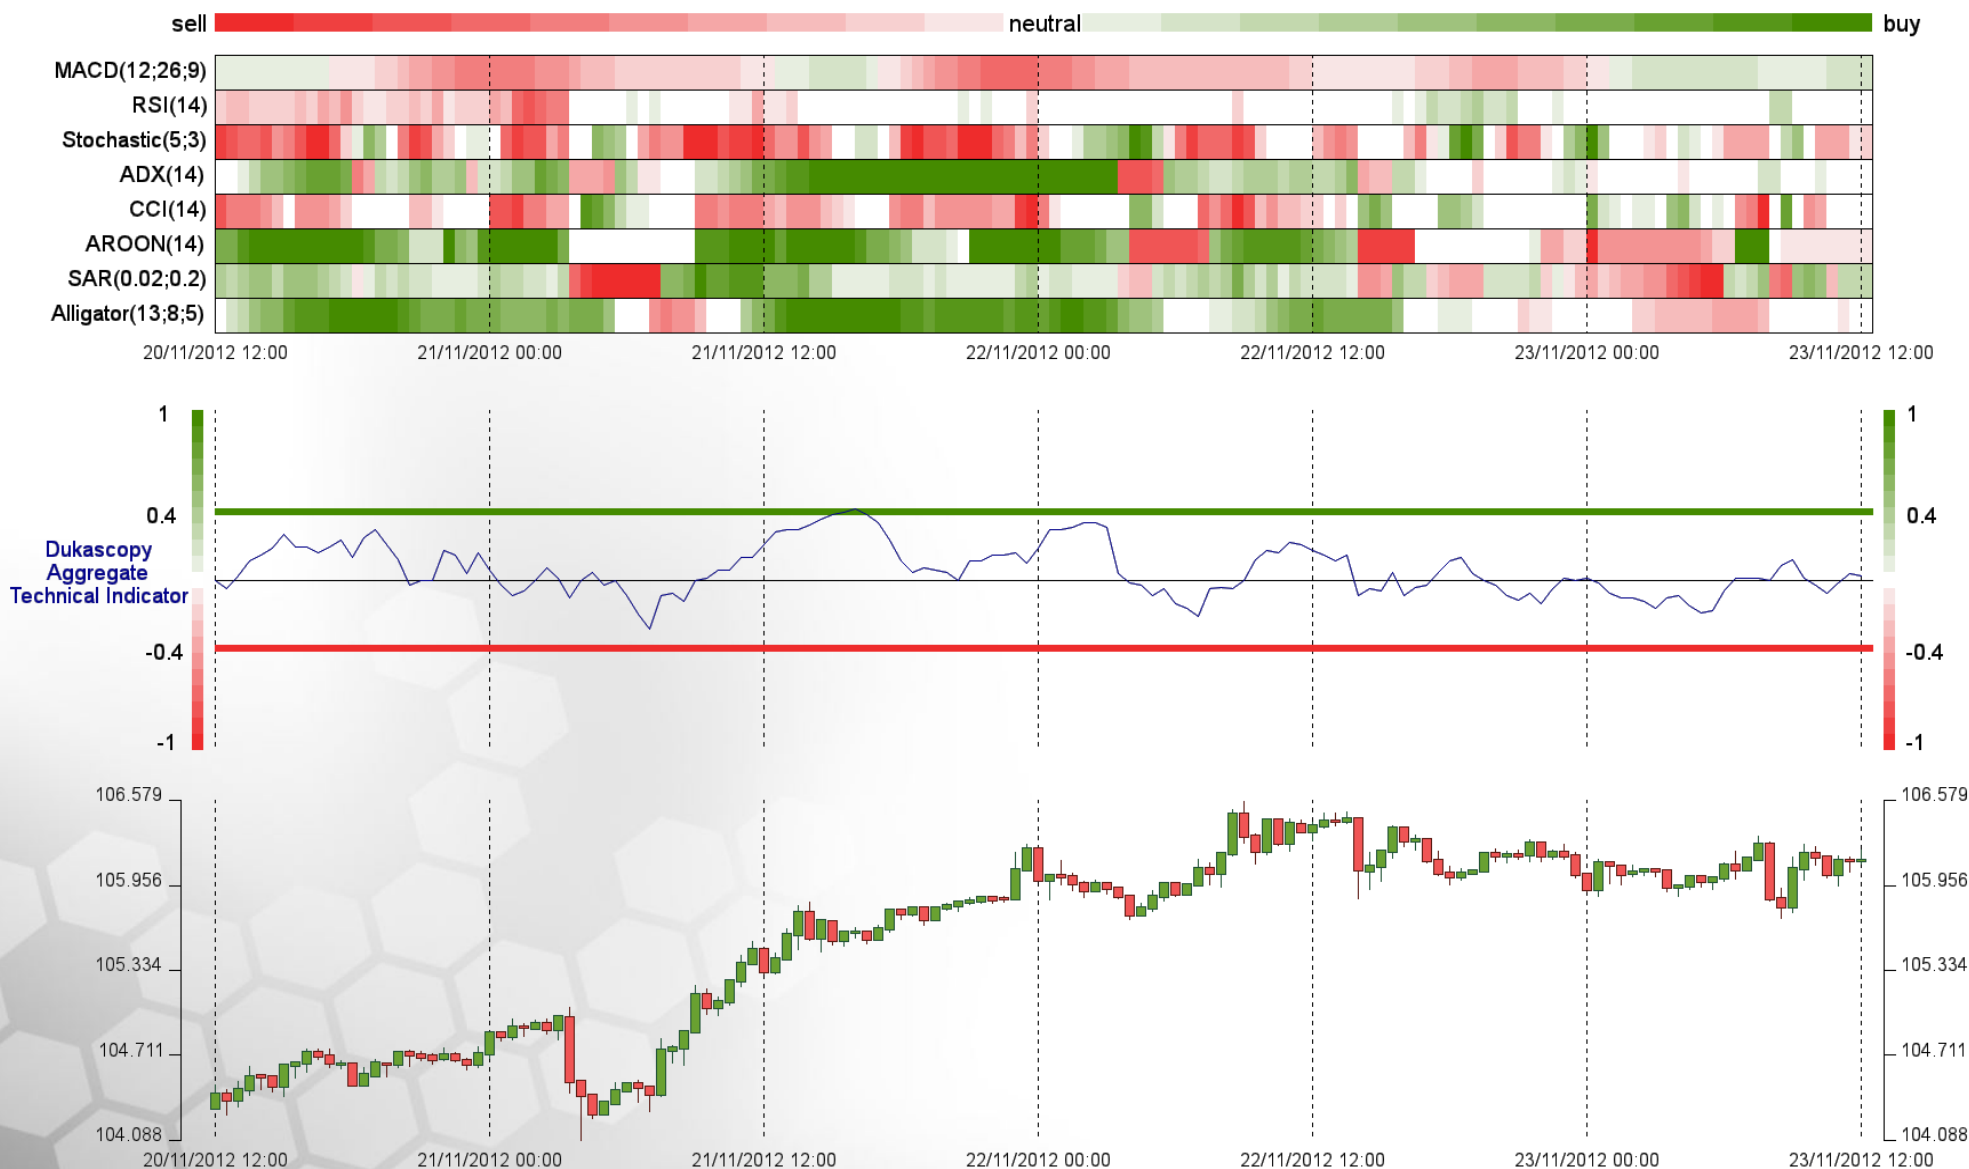 sell neutral buy
MACD(12;26;9)
RSI(14)
Stochastic(5;3)
ADX(14)
CCI(14)
AROON(14)
SAR(0.02;0.2)
Alligator(13;8;5)
20/11/2012 12:00 21/11/2012 00:00 21/11/2012 12:00 22/11/2012 00:00 22/11/2012 12:00 23/11/2012 00:00 23/11/2012 12:00
1 1
0.4 0.4
Dukascopy
Aggregate
Technical Indicator
-0.4 -0.4
-1 -1
106.579 106.579
105.956 105.956
105.334 105.334
104.711 104.711
104.088 104.088
20/11/2012 12:00 21/11/2012 00:00 21/11/2012 12:00 22/11/2012 00:00 22/11/2012 12:00 23/11/2012 00:00 23/11/2012 12:00